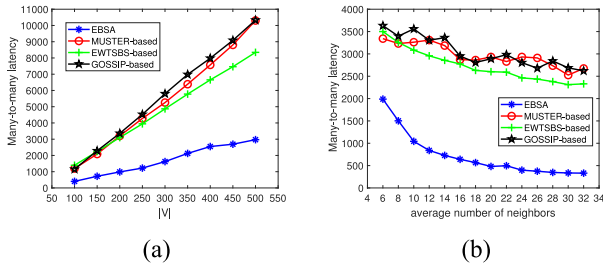 11000
10000
9000
8000
7000
6000
5000
4000
3000
2000
1000
0
Many-to-many latency
EBSA
MUSTER-based
EWTSBS-based
GOSSIP-based
50 100 150 200 250 300 350 400 450 500 550
|V|
(a)
4000
3500
3000
2500
2000
1500
1000
500
0
Many-to-many latency
EBSA
MUSTER-based
EWTSBS-based
GOSSIP-based
4 6 8 10 12 14 16 18 20 22 24 26 28 30 32 34
average number of neighbors
(b)